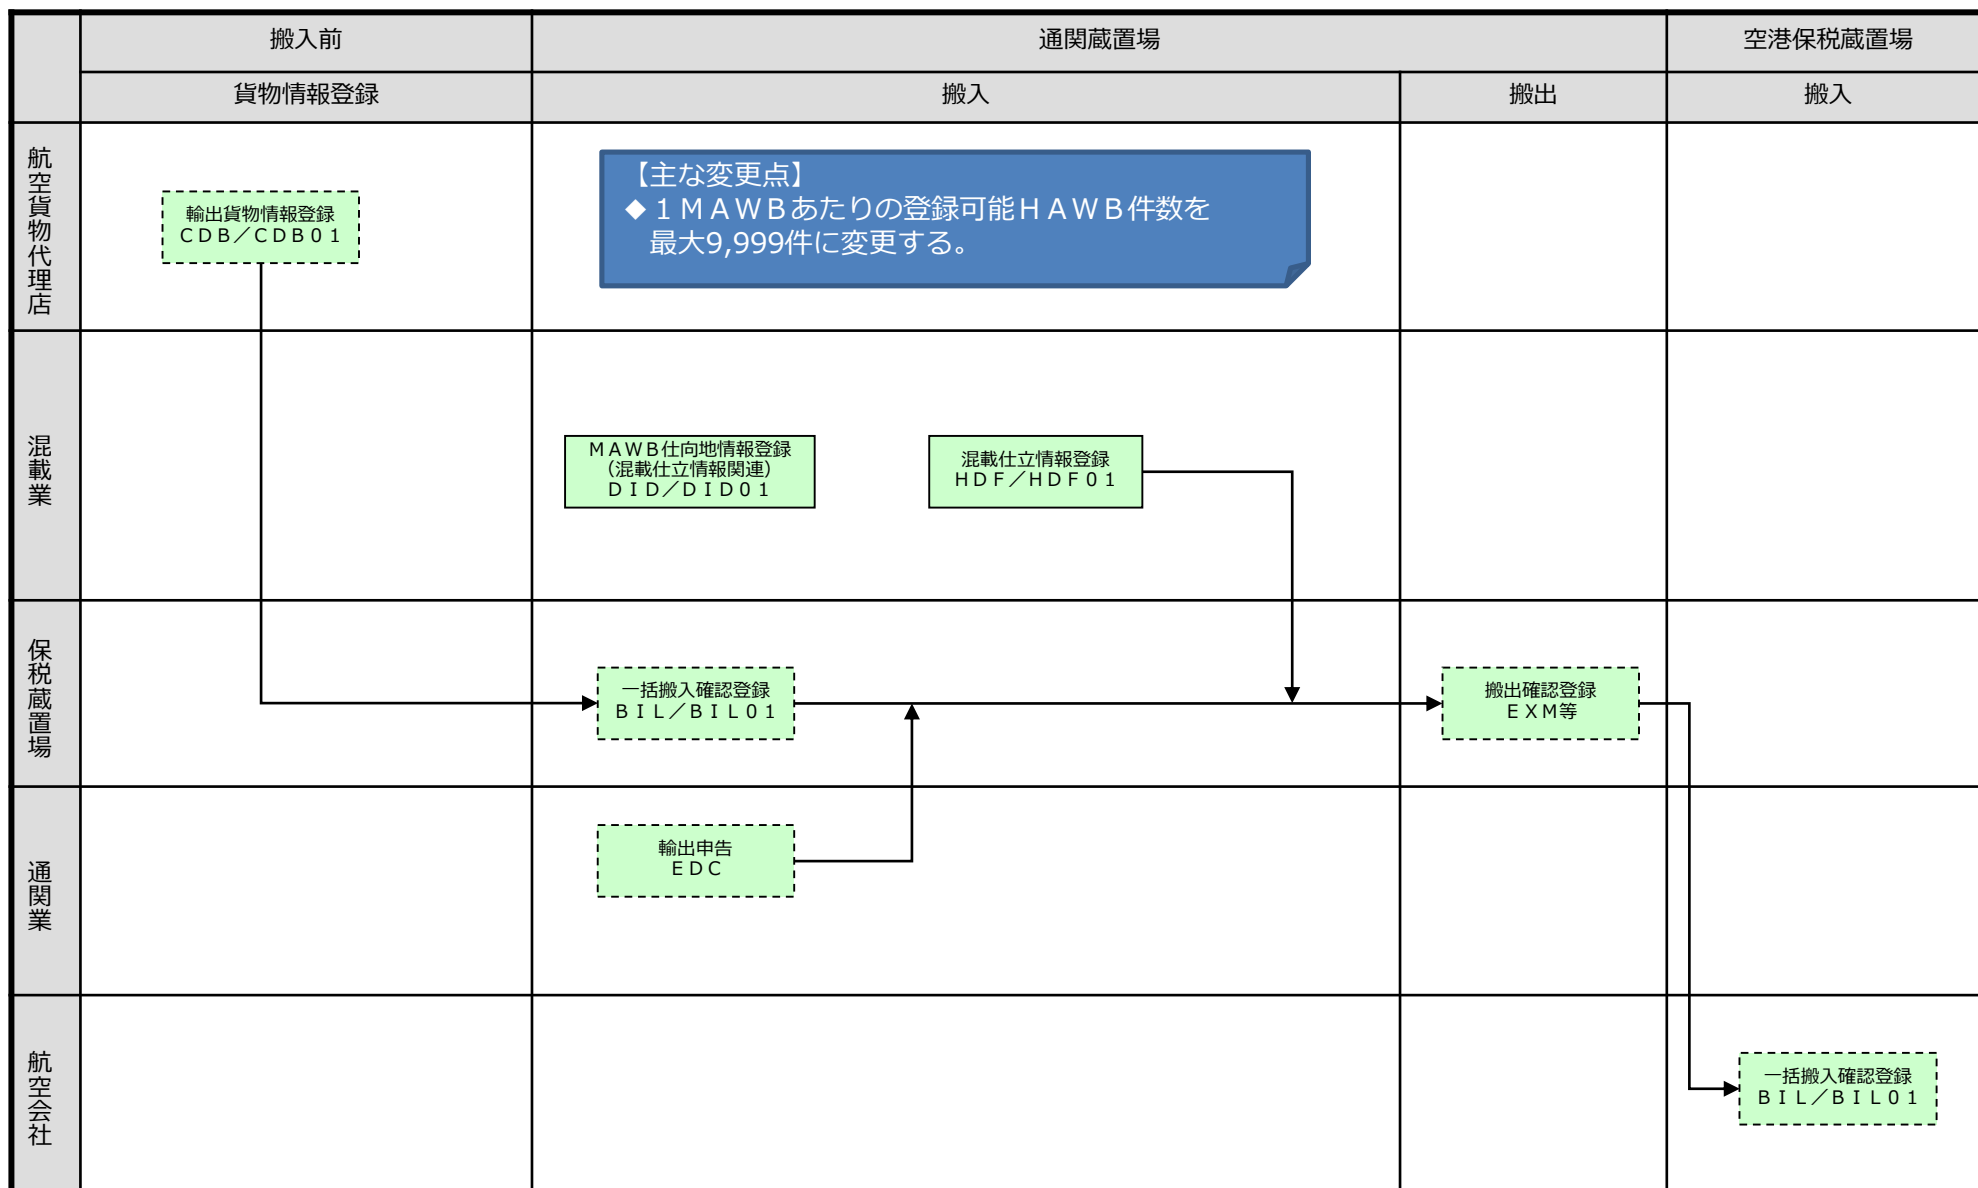 搬入前
通関蔵置場
空港保税蔵置場
貨物情報登録
搬入
搬出
搬入
航空貨物代理店
輸出貨物情報登録
ＣＤＢ／ＣＤＢ０１
【主な変更点】
◆１ＭＡＷＢあたりの登録可能ＨＡＷＢ件数を
最大9,999件に変更する。
混載業
ＭＡＷＢ仕向地情報登録
（混載仕立情報関連）
ＤＩＤ／ＤＩＤ０１
混載仕立情報登録
ＨＤＦ／ＨＤＦ０１
保税蔵置場
一括搬入確認登録
ＢＩＬ／ＢＩＬ０１
搬出確認登録
ＥＸＭ等
通関業
輸出申告
ＥＤＣ
航空会社
一括搬入確認登録
ＢＩＬ／ＢＩＬ０１